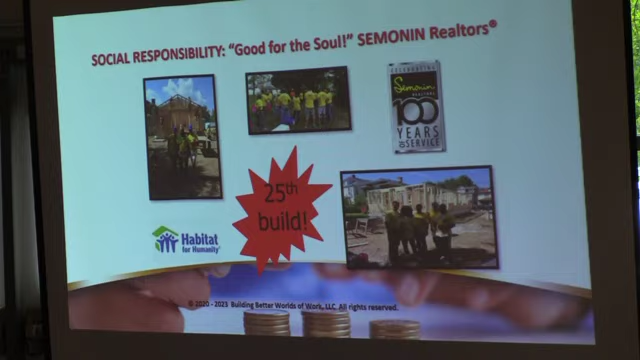 SOCIAL RESPONSIBILITY: “Good for the Soul!” SEMONIN Realtors®
CELEBRATING
Semonin
REALTORS
100
YEARS
OF SERVICE
25th
build!
Habitat
for Humanity®
© 2020 - 2023 Building Better Worlds of Work, LLC. All rights reserved.